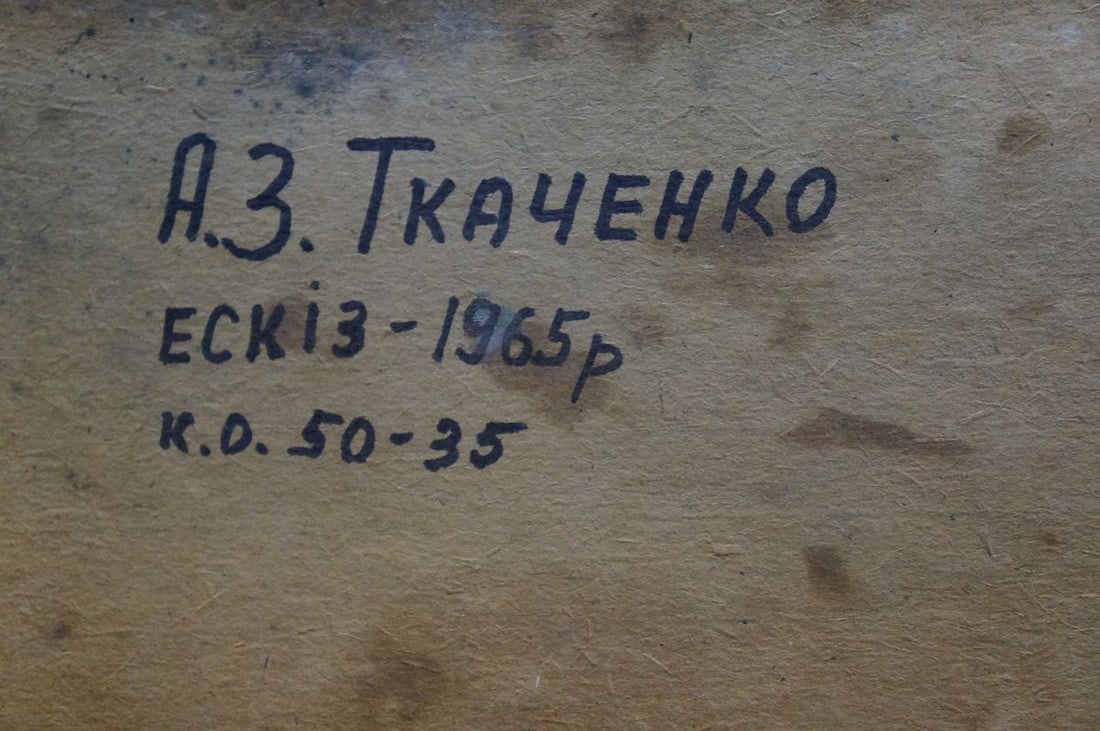 А.З. Ткаченко
ескіз - 1965р
к.о. 50-35